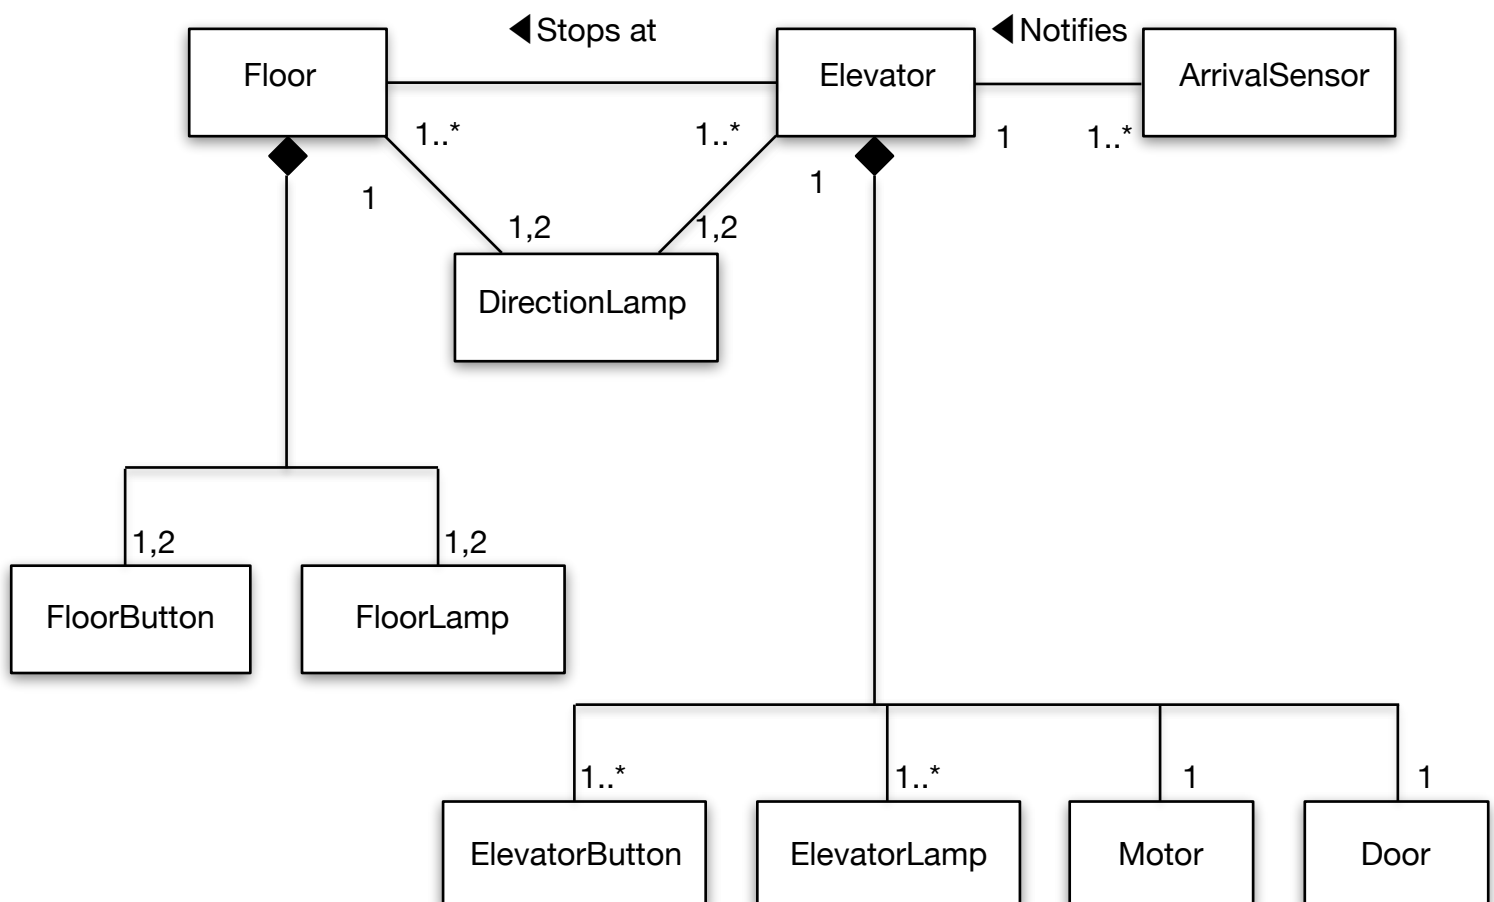 ◀Stops at
◀Notifies
Floor
Elevator
ArrivalSensor
1..*
1..*
1
1..*
1
1
1,2
1,2
DirectionLamp
1,2
1,2
FloorButton
FloorLamp
1..*
1..*
1
1
ElevatorButton
ElevatorLamp
Motor
Door